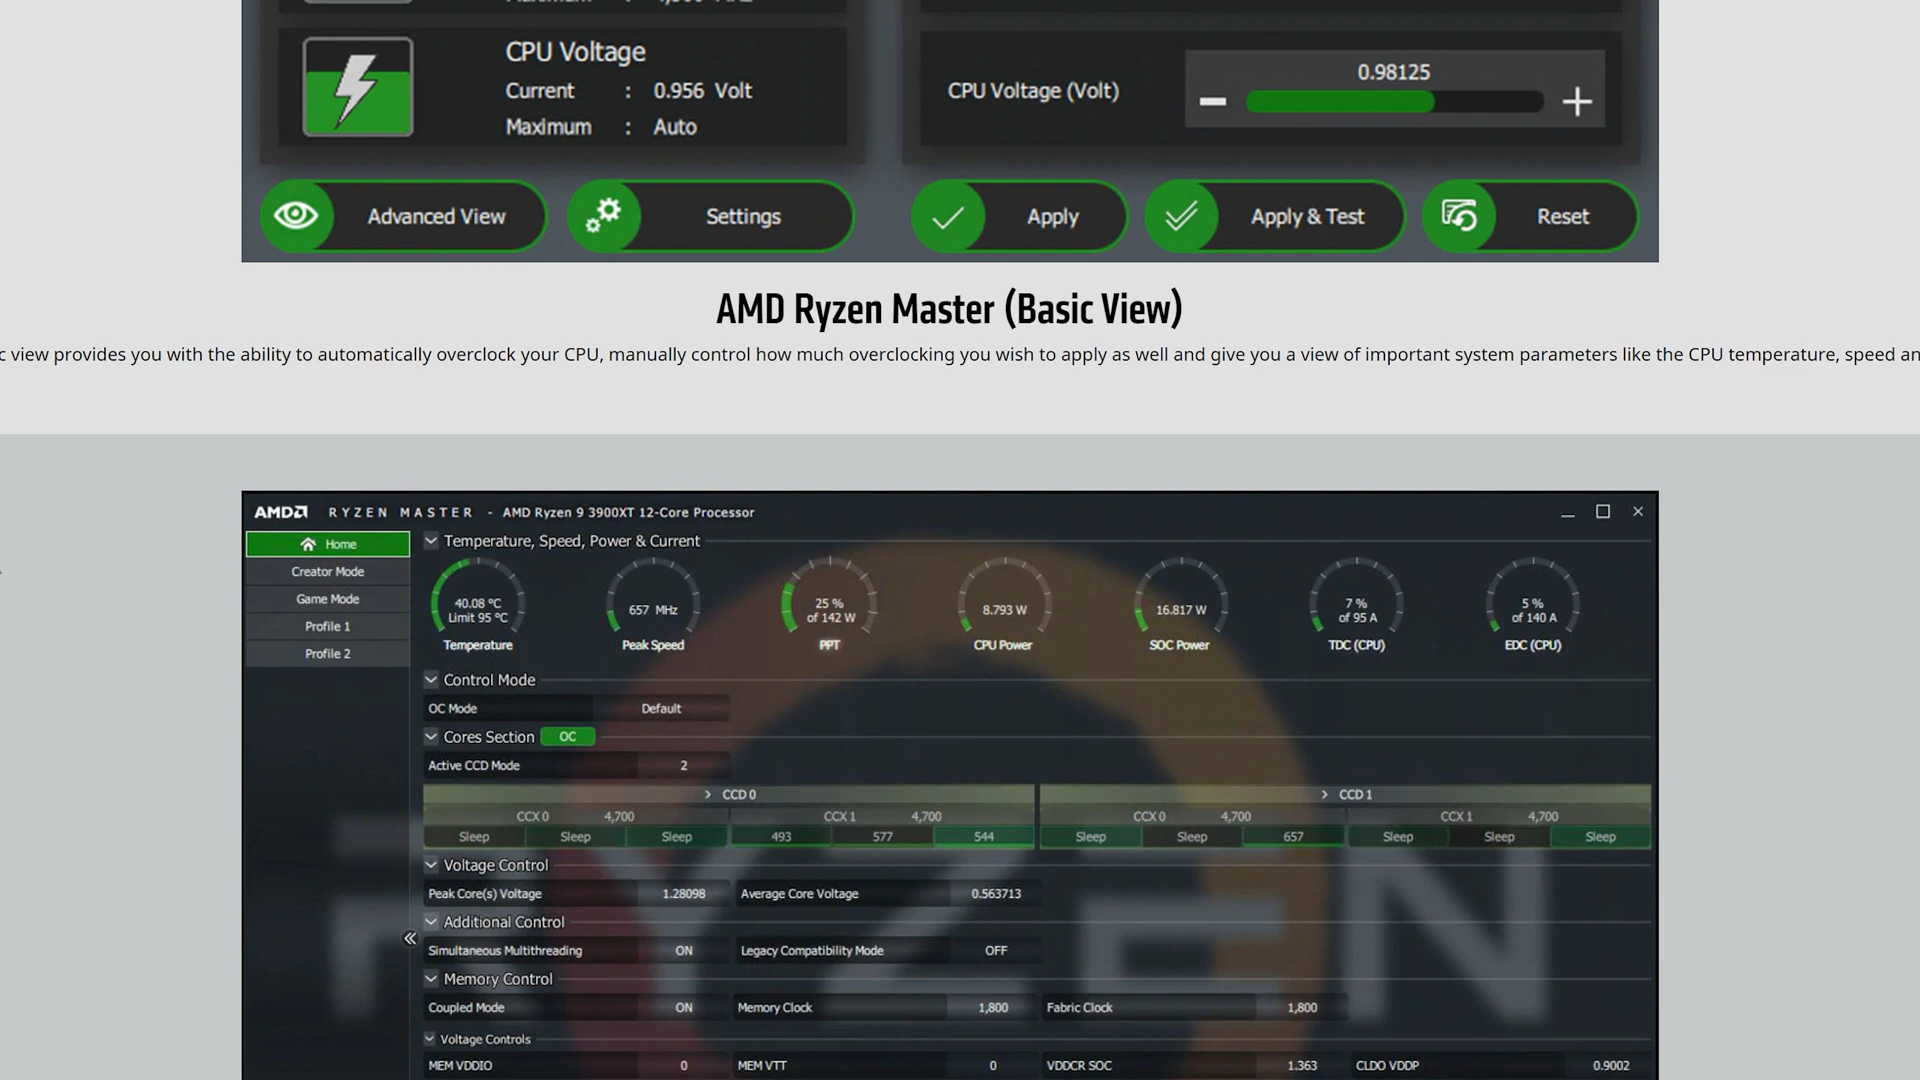 CPU Voltage
Current : 0.956 Volt
Maximum : Auto
CPU Voltage (Volt)
0.98125
Advanced View
Settings
Apply
Apply & Test
Reset
AMD Ryzen Master (Basic View)
c view provides you with the ability to automatically overclock your CPU, manually control how much overclocking you wish to apply as well and give you a view of important system parameters like the CPU temperature, speed an
AMD RYZEN MASTER - AMD Ryzen 9 3900XT 12-Core Processor
Home
Creator Mode
Game Mode
Profile 1
Profile 2
Temperature, Speed, Power & Current
40.08 °C
Limit 95 °C
Temperature
657 MHz
Peak Speed
25 %
of 142 W
PPT
8.793 W
CPU Power
16.817 W
SOC Power
7 %
of 95 A
TDC (CPU)
5 %
of 140 A
EDC (CPU)
Control Mode
OC Mode Default
Cores Section OC
Active CCD Mode 2
CCD 0 CCD 1
CCX 0 4,700 CCX 1 4,700 CCX 0 4,700 CCX 1 4,700
Sleep Sleep Sleep 493 577 544 Sleep Sleep 657 Sleep Sleep Sleep
Voltage Control
Peak Core(s) Voltage 1.28098 Average Core Voltage 0.563713
Additional Control
Simultaneous Multithreading ON Legacy Compatibility Mode OFF
Memory Control
Coupled Mode ON Memory Clock 1,800 Fabric Clock 1,800
Voltage Controls
MEM VDDIO 0 MEM VTT 0 VDDCR SOC 1.363 CLDO VDDP 0.9002
RYZEN